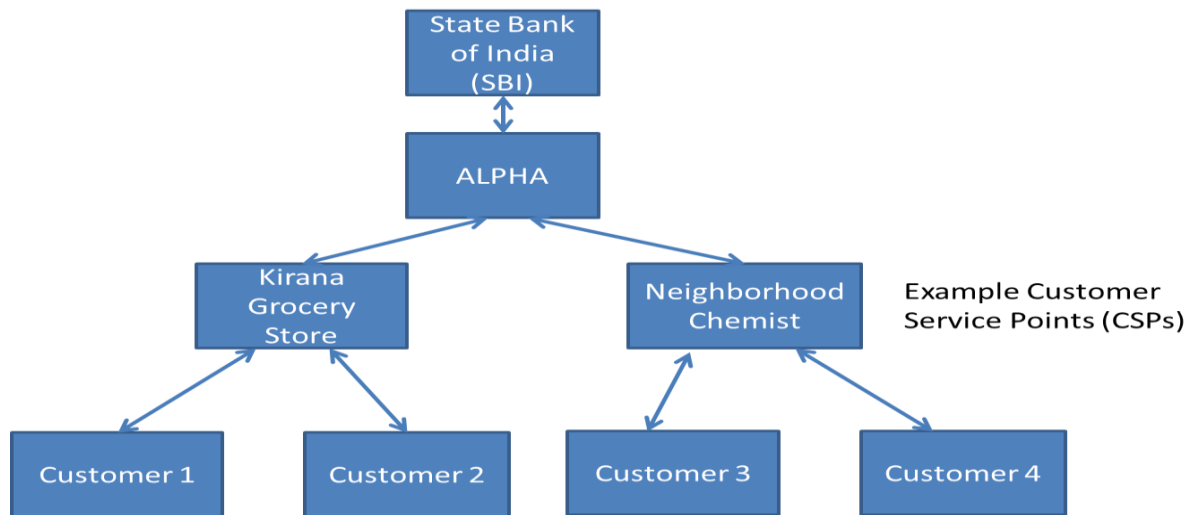 State Bank
of India
(SBI)
ALPHA
Kirana
Grocery
Store
Neighborhood
Chemist
Example Customer
Service Points (CSPs)
Customer 1
Customer 2
Customer 3
Customer 4